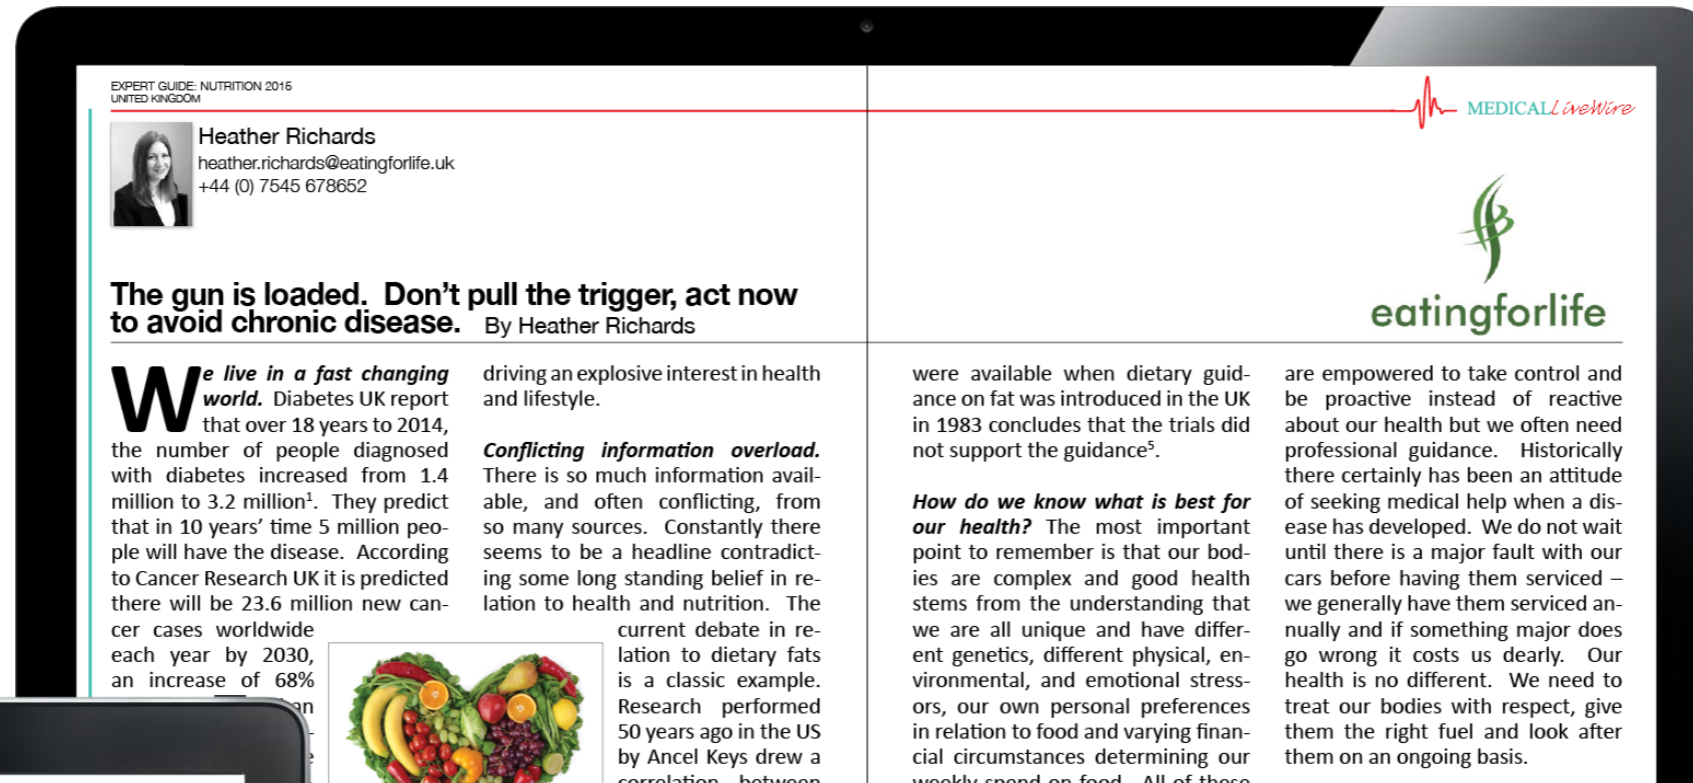 EXPERT GUIDE: NUTRITION 2015
UNITED KINGDOM
MEDICAL LiveWire
Heather Richards
heather.richards@eatingforlife.uk
+44 (0) 7545 678652
eatingforlife
The gun is loaded.  Don't pull the trigger, act now
to avoid chronic disease.   By Heather Richards
We live in a fast changing
world.  Diabetes UK report
that over 18 years to 2014,
the number of people diagnosed
with diabetes increased from 1.4
million to 3.2 million¹.  They predict
that in 10 years' time 5 million peo-
ple will have the disease.  According
to Cancer Research UK it is predicted
there will be 23.6 million new can-
cer cases worldwide
each year by 2030,
an increase of 68%
driving an explosive interest in health
and lifestyle.
Conflicting information overload.
There is so much information avail-
able, and often conflicting, from
so many sources.  Constantly there
seems to be a headline contradict-
ing some long standing belief in re-
lation to health and nutrition.  The
current debate in re-
lation to dietary fats
is a classic example.
Research performed
50 years ago in the US
by Ancel Keys drew a
correlation between
were available when dietary guid-
ance on fat was introduced in the UK
in 1983 concludes that the trials did
not support the guidance⁵.
How do we know what is best for
our health? The most important
point to remember is that our bod-
ies are complex and good health
stems from the understanding that
we are all unique and have differ-
ent genetics, different physical, en-
vironmental, and emotional stress-
ors, our own personal preferences
in relation to food and varying finan-
cial circumstances determining our
weekly spend on food.  All of these
are empowered to take control and
be proactive instead of reactive
about our health but we often need
professional guidance.  Historically
there certainly has been an attitude
of seeking medical help when a dis-
ease has developed.  We do not wait
until there is a major fault with our
cars before having them serviced –
we generally have them serviced an-
nually and if something major does
go wrong it costs us dearly.  Our
health is no different.  We need to
treat our bodies with respect, give
them the right fuel and look after
them on an ongoing basis.